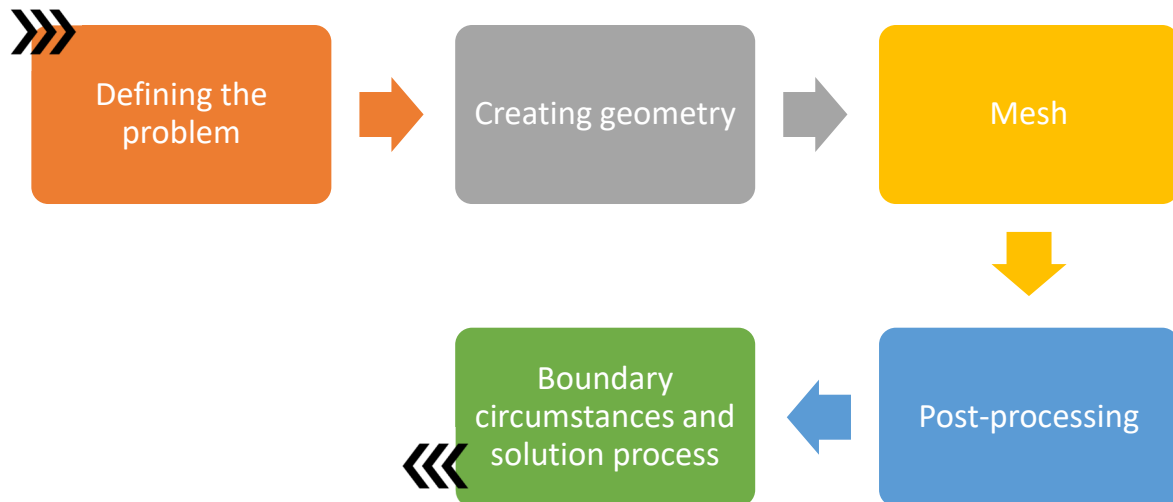 Defining the
problem
Creating geometry
Mesh
Post-processing
Boundary
circumstances and
solution process